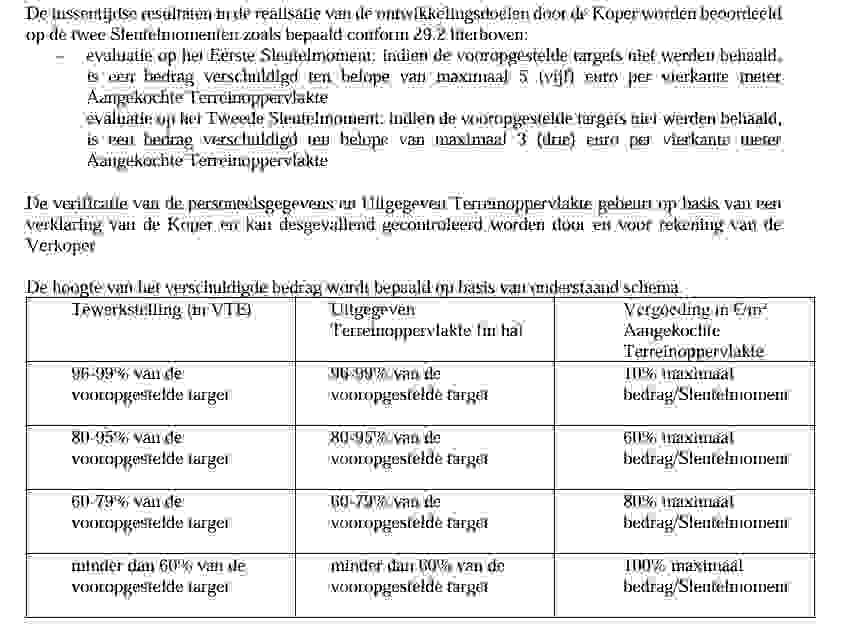 De tussentijdse resultaten in de realisatie van de ontwikkelingsdoelen door de Koper worden beoordeeld
op de twee Sleutelmomenten zoals bepaald conform 29.2 hierboven:
- evaluatie op het Eerste Sleutelmoment: indien de vooropgestelde targets niet werden behaald,
is een bedrag verschuldigd ten belope van maximaal 5 (vijf) euro per vierkante meter
Aangekochte Terreinoppervlakte
evaluatie op het Tweede Sleutelmoment: indien de vooropgestelde targets niet werden behaald,
is een bedrag verschuldigd ten belope van maximaal 3 (drie) euro per vierkante meter
Aangekochte Terreinoppervlakte
De verificatie van de personeelsgegevens en Uitgegeven Terreinoppervlakte gebeurt op basis van een
verklaring van de Koper en kan desgevallend gecontroleerd worden door en voor rekening van de
Verkoper
De hoogte van het verschuldigde bedrag wordt bepaald op basis van onderstaand schema.
Tewerkstelling (in VTE)
Uitgegeven
Terreinoppervlakte (in ha)
Vergoeding in €/m²
Aangekochte
Terreinoppervlakte
96-99% van de
vooropgestelde target
96-99% van de
vooropgestelde target
10% maximaal
bedrag/Sleutelmoment
80-95% van de
vooropgestelde target
80-95% van de
vooropgestelde target
60% maximaal
bedrag/Sleutelmoment
60-79% van de
vooropgestelde target
60-79% van de
vooropgestelde target
80% maximaal
bedrag/Sleutelmoment
minder dan 60% van de
vooropgestelde target
minder dan 60% van de
vooropgestelde target
100% maximaal
bedrag/Sleutelmoment